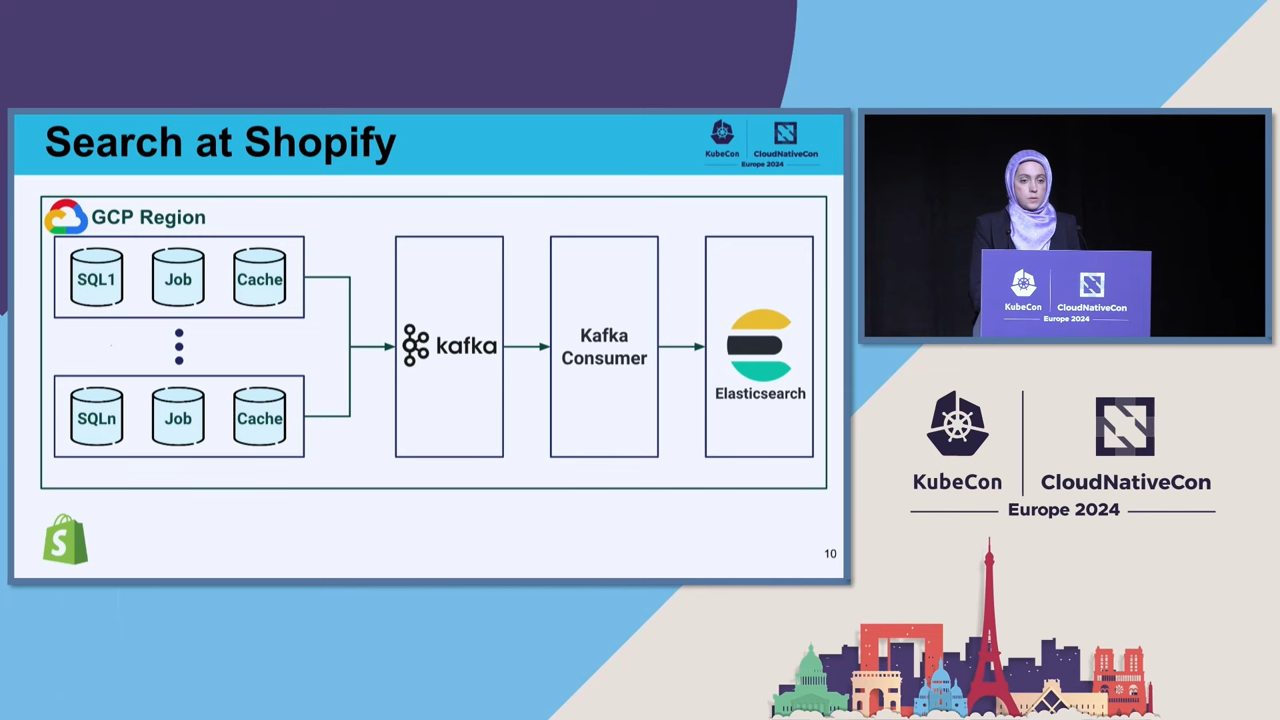 Search at Shopify
KubeCon
CloudNativeCon
Europe 2024
GCP Region
SQL1
Job
Cache
SQLn
Job
Cache
kafka
Kafka
Consumer
Elasticsearch
S
10
KubeCon
CloudNativeCon
Europe 2024
KubeCon
CloudNativeCon
Europe 2024